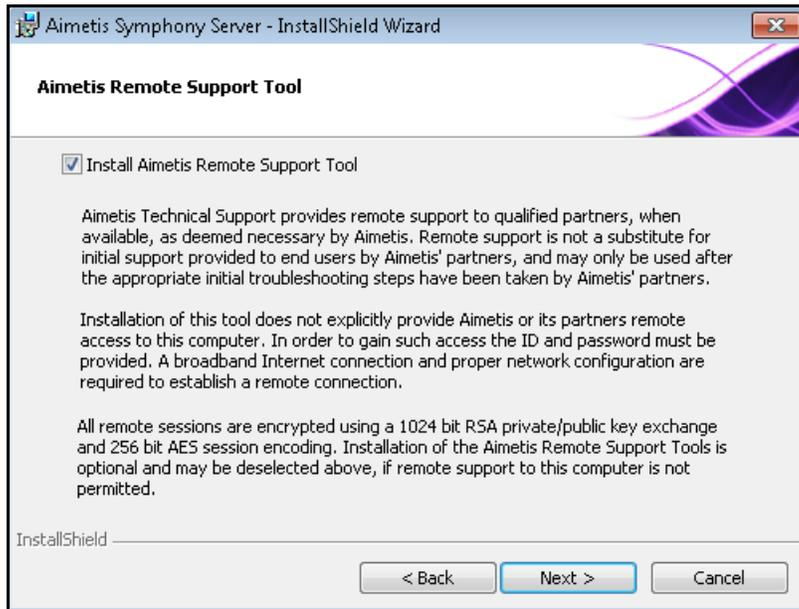 Aimetis Symphony Server - InstallShield Wizard
Aimetis Remote Support Tool
Install Aimetis Remote Support Tool
Aimetis Technical Support provides remote support to qualified partners, when
available, as deemed necessary by Aimetis. Remote support is not a substitute for
initial support provided to end users by Aimetis' partners, and may only be used after
the appropriate initial troubleshooting steps have been taken by Aimetis' partners.
Installation of this tool does not explicitly provide Aimetis or its partners remote
access to this computer. In order to gain such access the ID and password must be
provided. A broadband Internet connection and proper network configuration are
required to establish a remote connection.
All remote sessions are encrypted using a 1024 bit RSA private/public key exchange
and 256 bit AES session encoding. Installation of the Aimetis Remote Support Tools is
optional and may be deselected above, if remote support to this computer is not
permitted.
InstallShield
< Back Next > Cancel